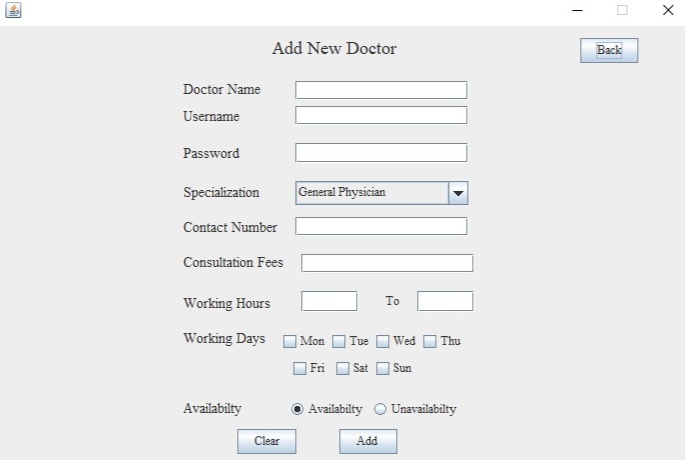 Add New Doctor Back
Doctor Name
Username
Password
Specialization General Physician
Contact Number
Consultation Fees
Working Hours To
Working Days Mon Tue Wed Thu
Fri Sat Sun
Availabilty Availabilty Unavailabilty
Clear Add